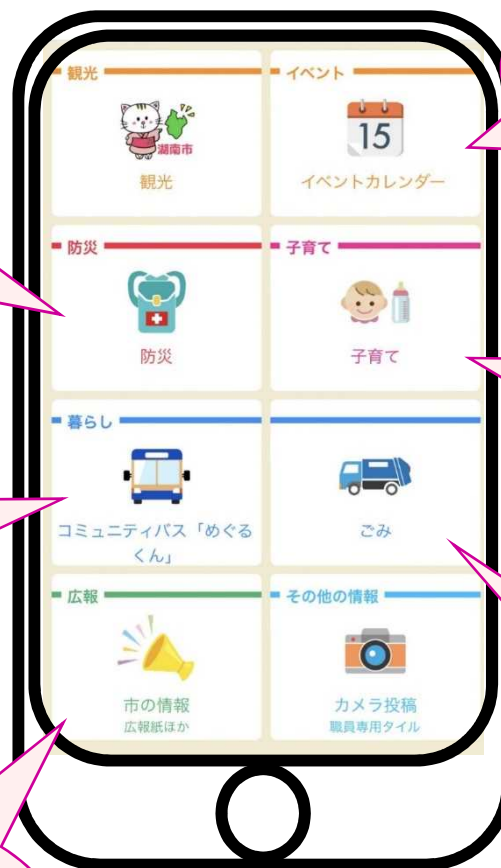 観光
イベント
湖南市
15
観光
イベントカレンダー
防災
子育て
防災
子育て
暮らし
コミュニティバス「めぐる
くん」
ごみ
広報
その他の情報
市の情報
広報紙ほか
カメラ投稿
職員専用タイル